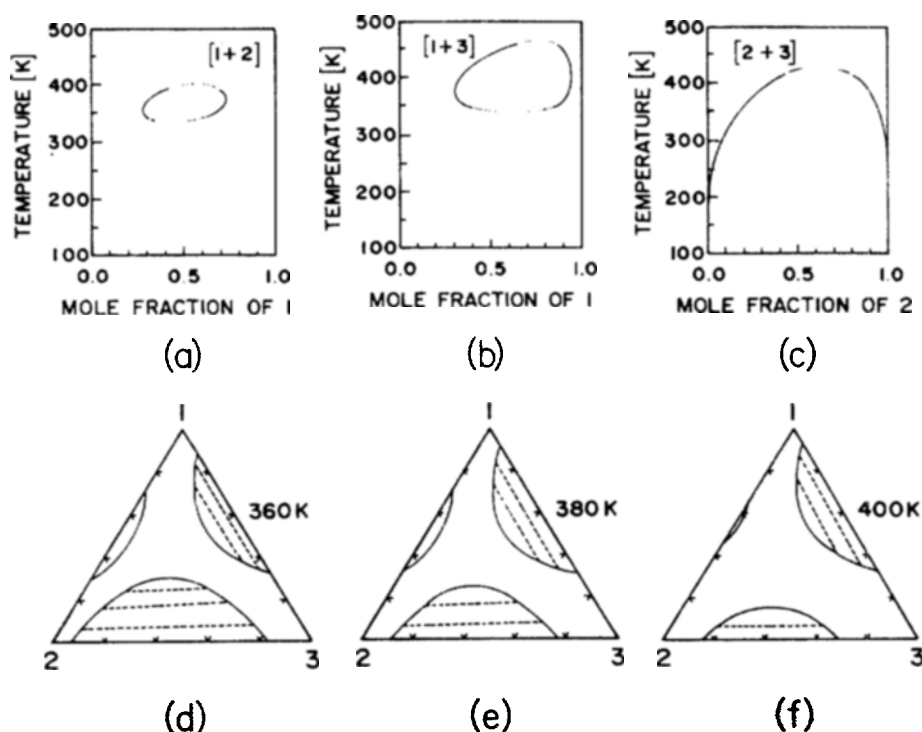 500
400
300
200
100
TEMPERATURE [K]
[1+2]
0.0 0.5 1.0
MOLE FRACTION OF 1
(a)
500
400
300
200
100
TEMPERATURE [K]
[1+3]
0.0 0.5 1.0
MOLE FRACTION OF 1
(b)
500
400
300
200
100
TEMPERATURE [K]
[2+3]
0.0 0.5 1.0
MOLE FRACTION OF 2
(c)
1
360K
2 3
(d)
1
380K
2 3
(e)
1
400K
2 3
(f)